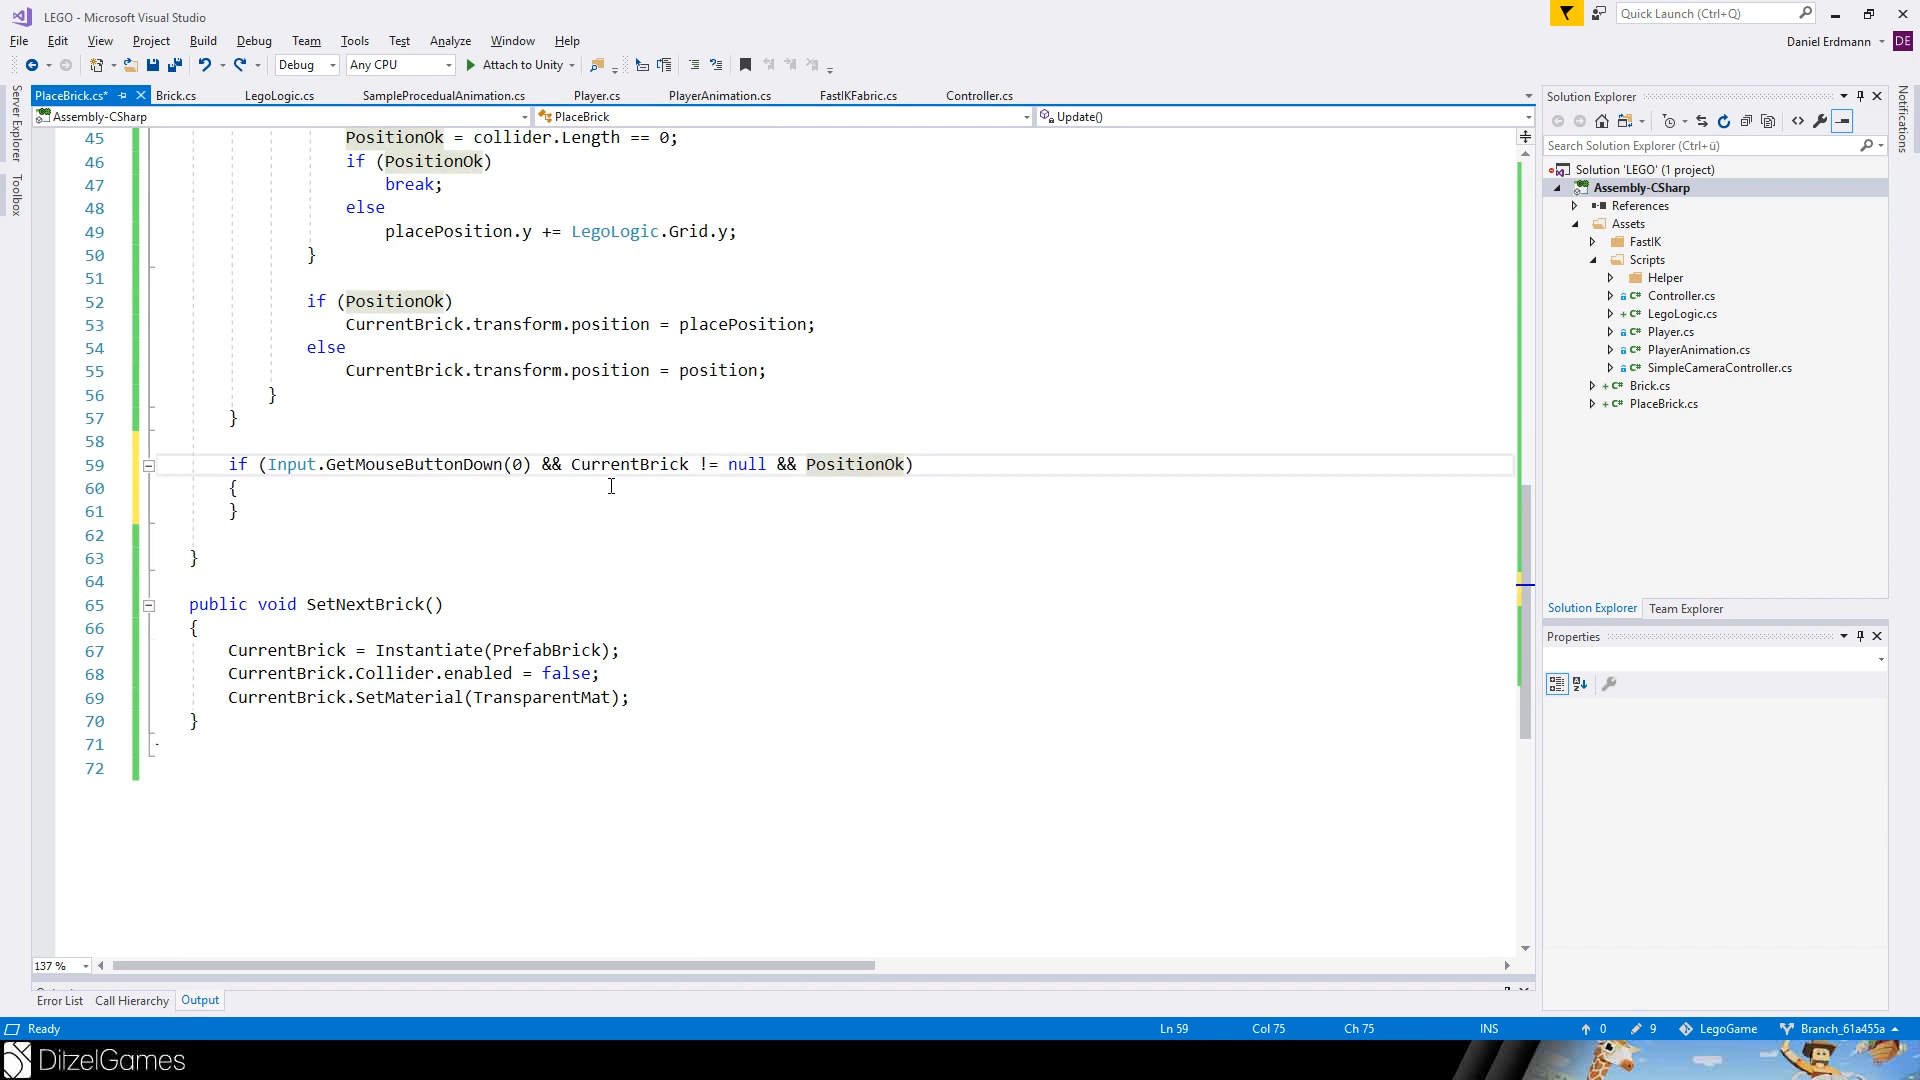 LEGO - Microsoft Visual Studio
Quick Launch (Ctrl+Q)
File Edit View Project Build Debug Team Tools Test Analyze Window Help
Daniel Erdmann DE
Debug Any CPU Attach to Unity
Server Explorer
Toolbox
Notifications
PlaceBrick.cs* Brick.cs LegoLogic.cs SampleProcedualAnimation.cs Player.cs PlayerAnimation.cs FastIKFabric.cs Controller.cs
Assembly-CSharp PlaceBrick Update()
45 PositionOk = collider.Length == 0;
46 if (PositionOk)
47 break;
48 else
49 placePosition.y += LegoLogic.Grid.y;
50 }
51
52 if (PositionOk)
53 CurrentBrick.transform.position = placePosition;
54 else
55 CurrentBrick.transform.position = position;
56 }
57 }
58
59 if (Input.GetMouseButtonDown(0) && CurrentBrick != null && PositionOk)
60 {
61 }
62
63 }
64
65 public void SetNextBrick()
66 {
67 CurrentBrick = Instantiate(PrefabBrick);
68 CurrentBrick.Collider.enabled = false;
69 CurrentBrick.SetMaterial(TransparentMat);
70 }
71
72
137 %
Error List Call Hierarchy Output
Solution Explorer
Search Solution Explorer (Ctrl+ü)
Solution 'LEGO' (1 project)
Assembly-CSharp
References
Assets
FastIK
Scripts
Helper
C# Controller.cs
C# LegoLogic.cs
C# Player.cs
C# PlayerAnimation.cs
C# SimpleCameraController.cs
C# Brick.cs
C# PlaceBrick.cs
Solution Explorer Team Explorer
Properties
Ready Ln 59 Col 75 Ch 75 INS 0 9 LegoGame Branch_61a455a
DitzelGames